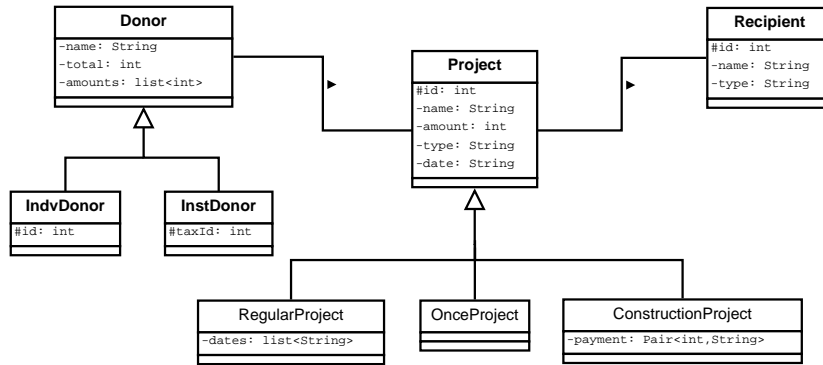 Donor
-name: String
-total: int
-amounts: list<int>
Project
#id: int
-name: String
-amount: int
-type: String
-date: String
Recipient
#id: int
-name: String
-type: String
IndvDonor
#id: int
InstDonor
#taxId: int
RegularProject
-dates: list<String>
OnceProject
ConstructionProject
-payment: Pair<int,String>